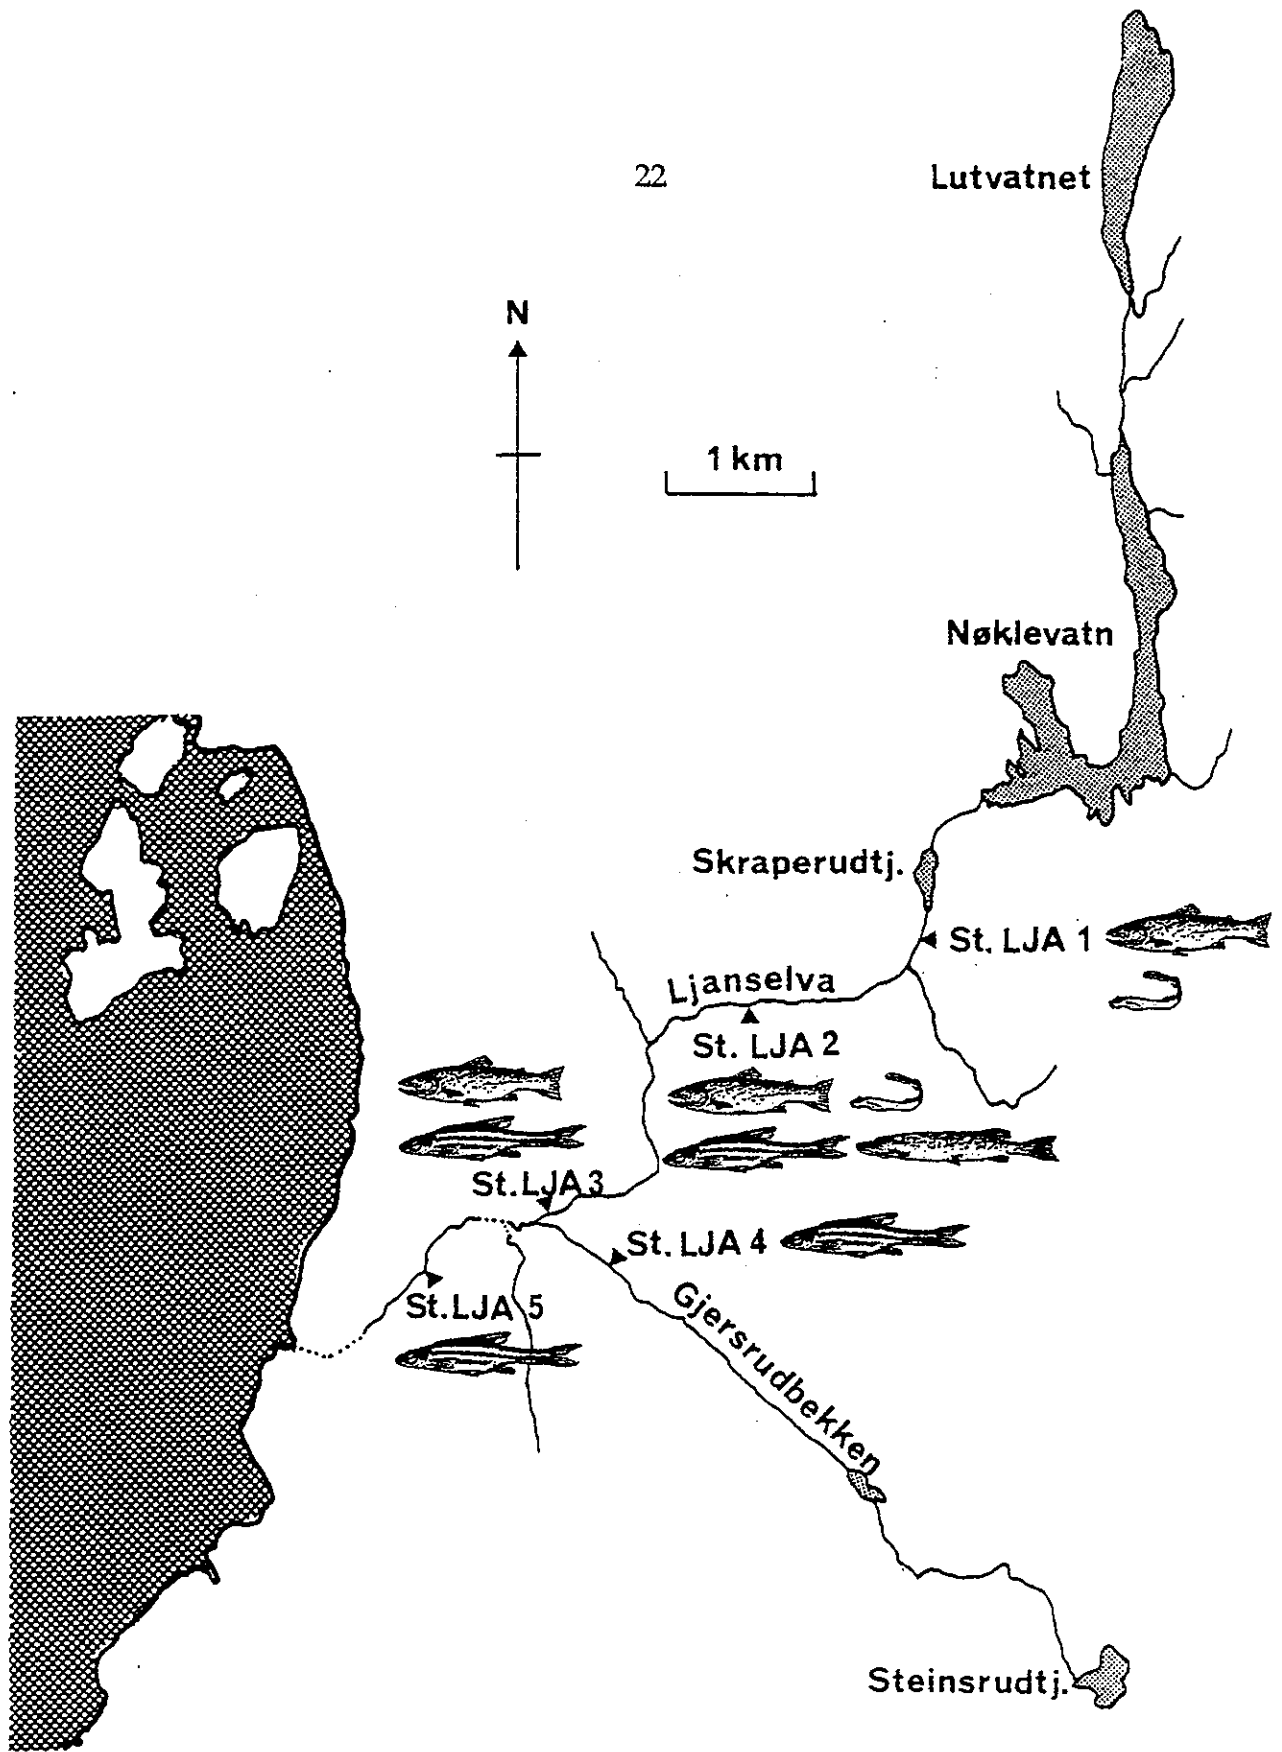 22
Lutvatnet
N
1 km
Nøklevatn
Skraperudtj.
St. LJA 1
Ljanselva
St. LJA 2
St. LJA 3
St. LJA 4
St. LJA 5
Gjersrudbekken
Steinsrudtj.